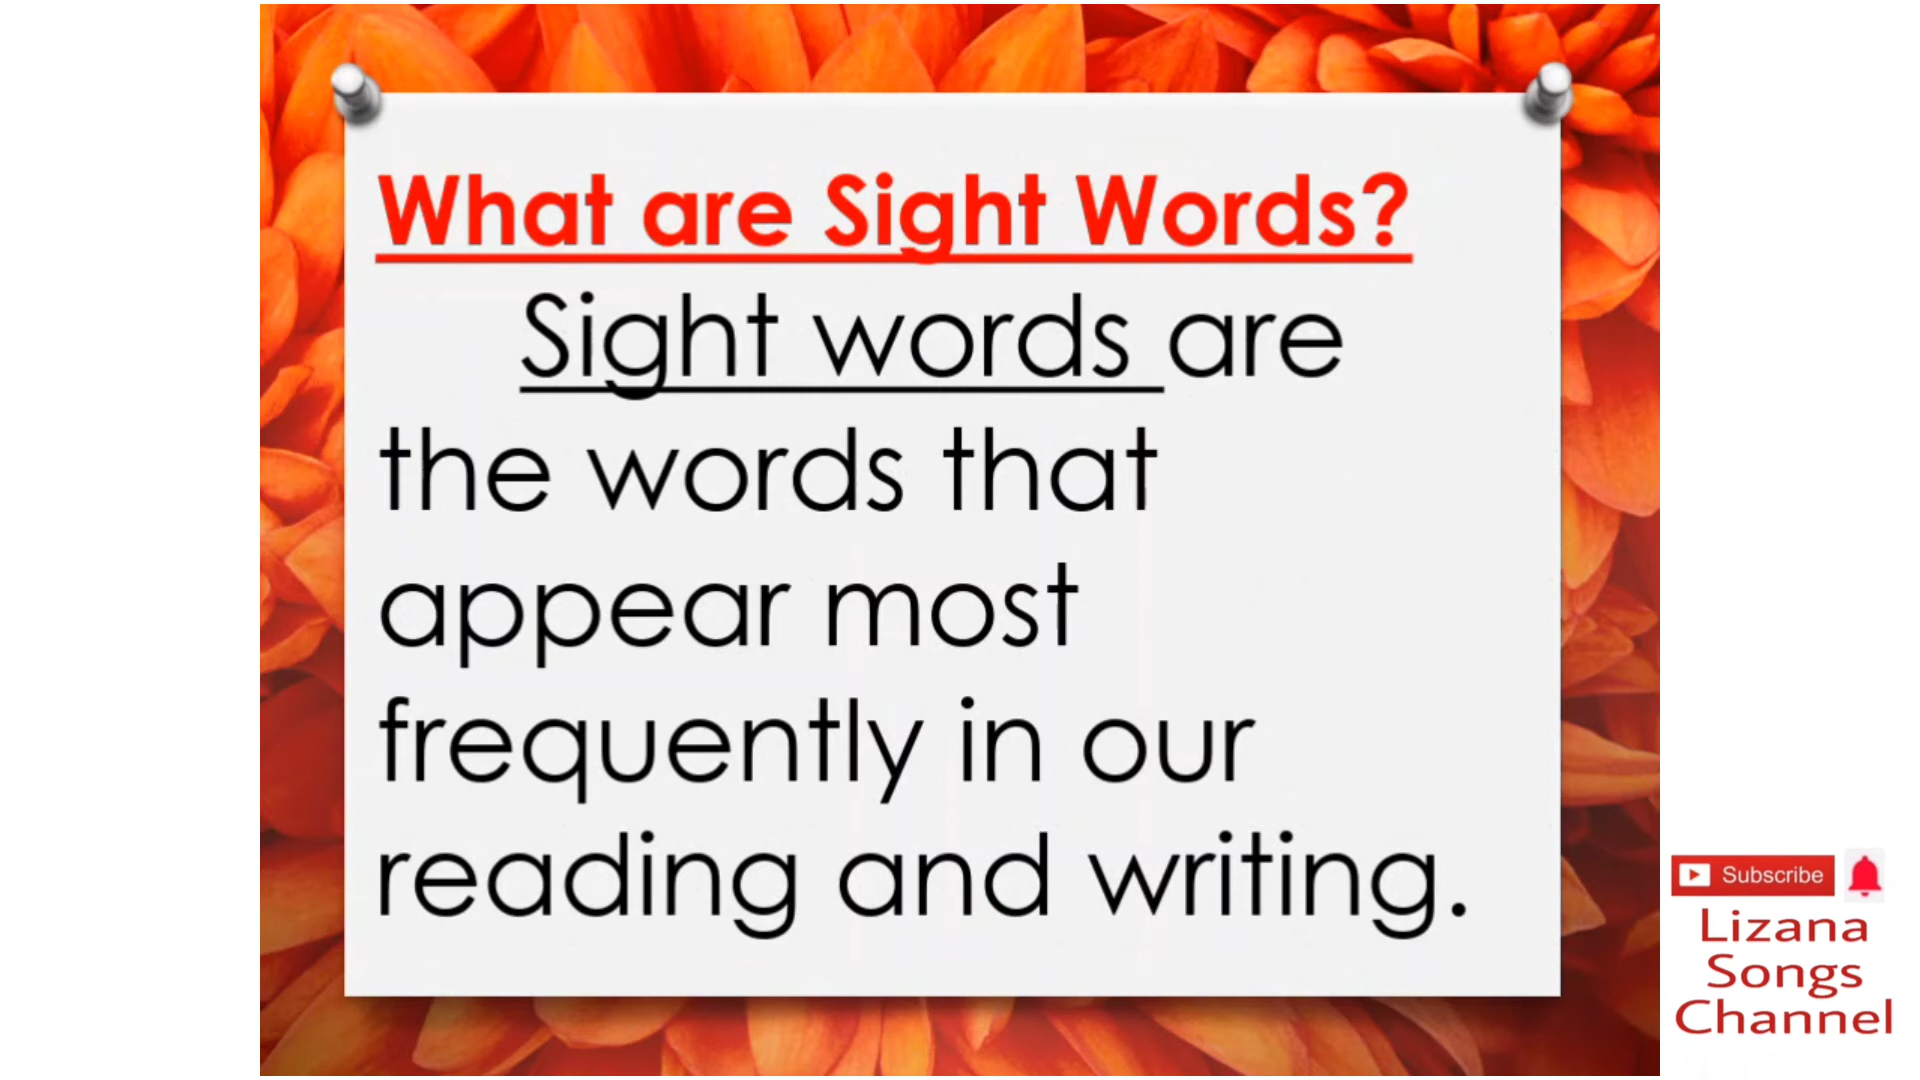 What are Sight Words?
Sight words are
the words that
appear most
frequently in our
reading and writing.
Subscribe
Lizana
Songs
Channel